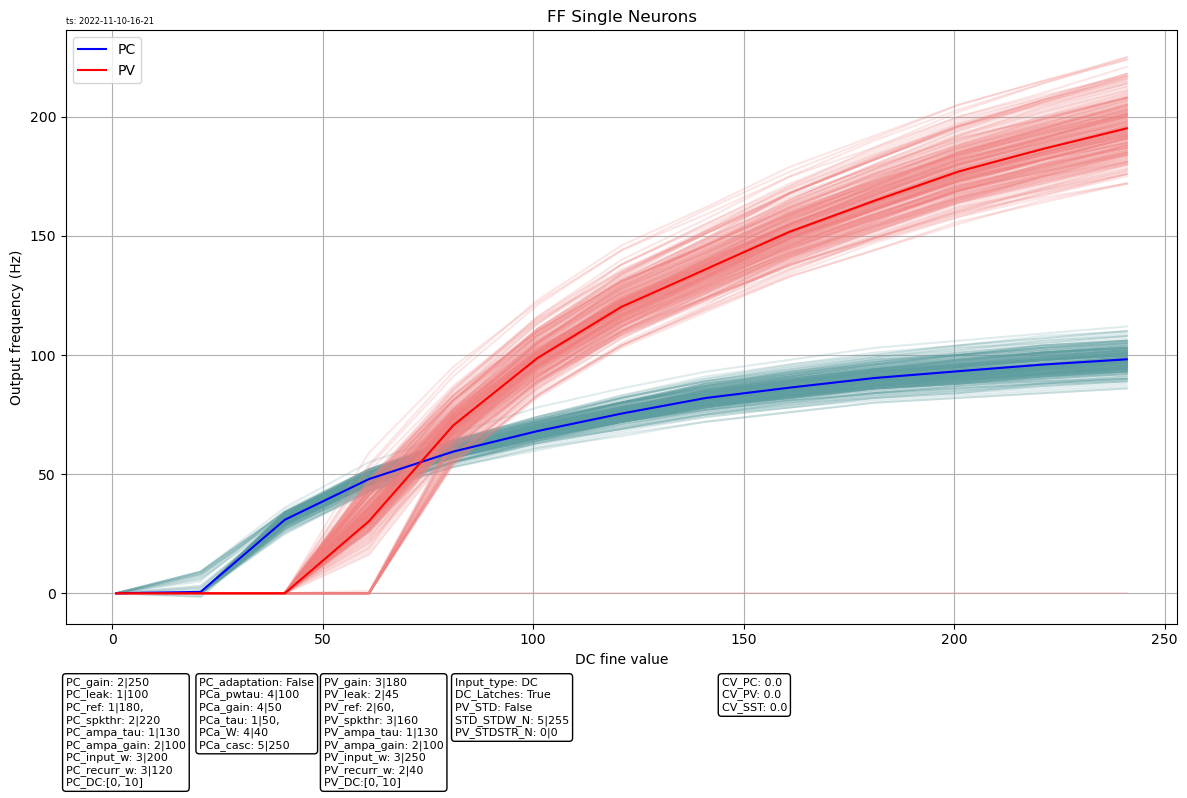 ts: 2022-11-10-16-21
FF Single Neurons
PC
PV
Output frequency (Hz)
200
150
100
50
0
0
50
100
150
200
250
DC fine value
PC_gain: 2|250
PC_leak: 1|100
PC_ref: 1|180,
PC_spkthr: 2|220
PC_ampa_tau: 1|130
PC_ampa_gain: 2|100
PC_input_w: 3|200
PC_recurr_w: 3|120
PC_DC:[0, 10]
PC_adaptation: False
PCa_pwtau: 4|100
PCa_gain: 4|50
PCa_tau: 1|50,
PCa_W: 4|40
PCa_casc: 5|250
PV_gain: 3|180
PV_leak: 2|45
PV_ref: 2|60,
PV_spkthr: 3|160
PV_ampa_tau: 1|130
PV_ampa_gain: 2|100
PV_input_w: 3|250
PV_recurr_w: 2|40
PV_DC:[0, 10]
Input_type: DC
DC_Latches: True
PV_STD: False
STD_STDW_N: 5|255
PV_STDSTR_N: 0|0
CV_PC: 0.0
CV_PV: 0.0
CV_SST: 0.0